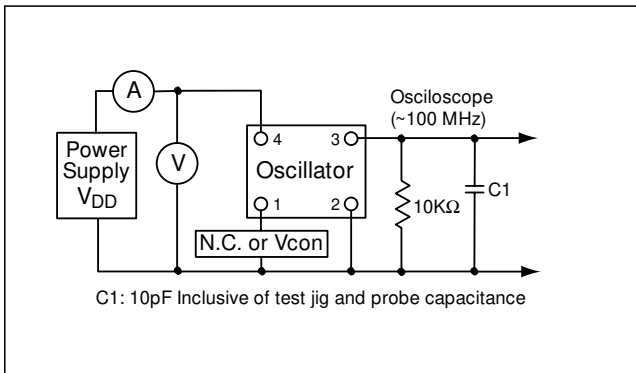 A
Power
Supply
VDD
V
4
3
Oscillator
1
2
N.C. or Vcon
Osciloscope
(~100 MHz)
10KΩ
C1
C1: 10pF Inclusive of test jig and probe capacitance